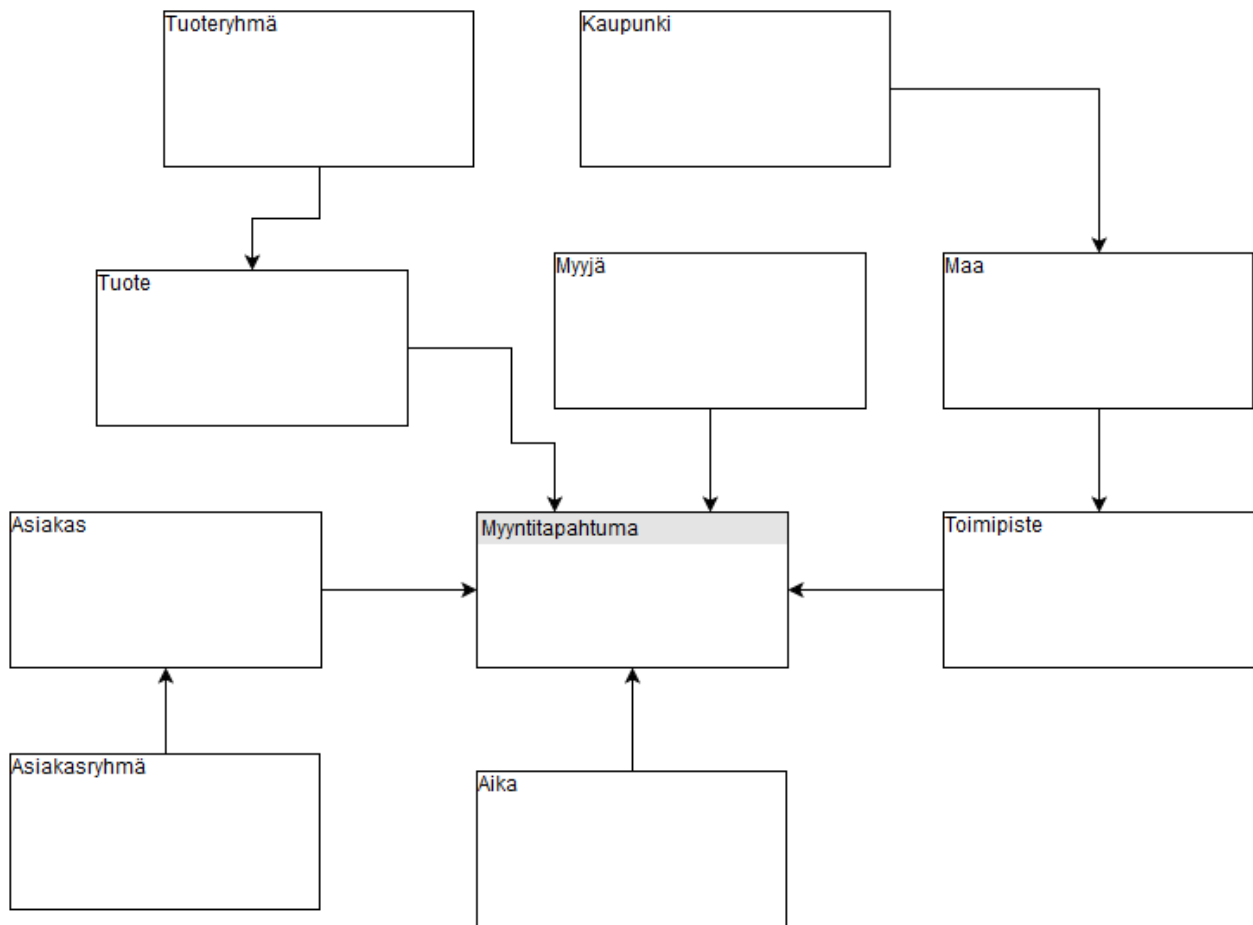 Tuoteryhmä
Kaupunki
Tuote
Myyjä
Maa
Asiakas
Myyntitapahtuma
Toimipiste
Asiakasryhmä
Aika